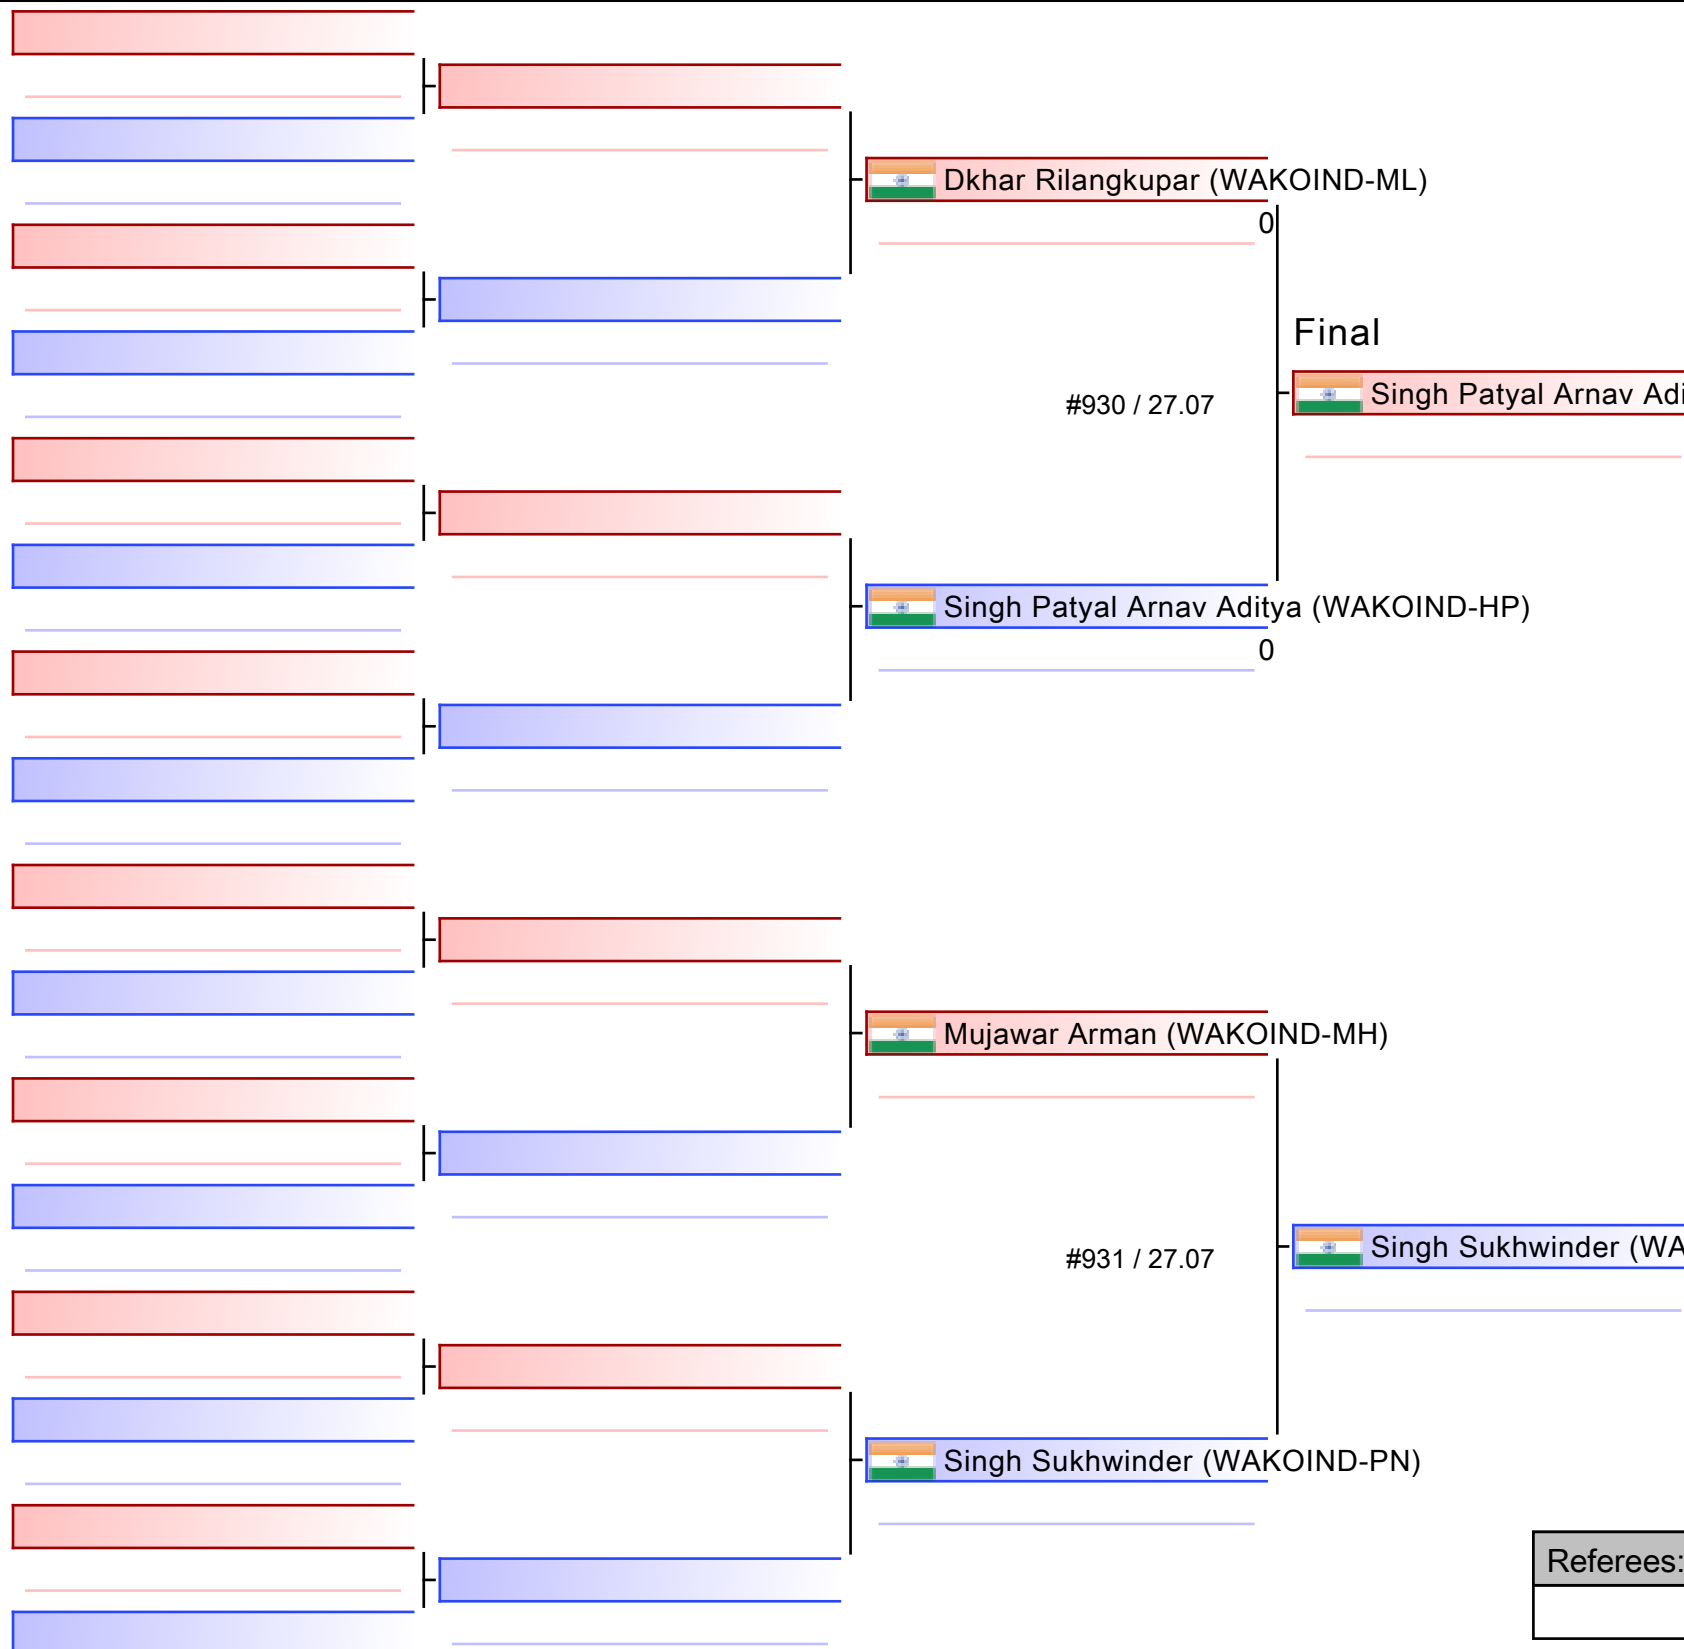 Dkhar Rilangkupar (WAKOIND-ML)
0
Final
#930 / 27.07
Singh Patyal Arnav Adi
Singh Patyal Arnav Aditya (WAKOIND-HP)
0
Mujawar Arman (WAKOIND-MH)
#931 / 27.07
Singh Sukhwinder (WA
Singh Sukhwinder (WAKOIND-PN)
Referees: